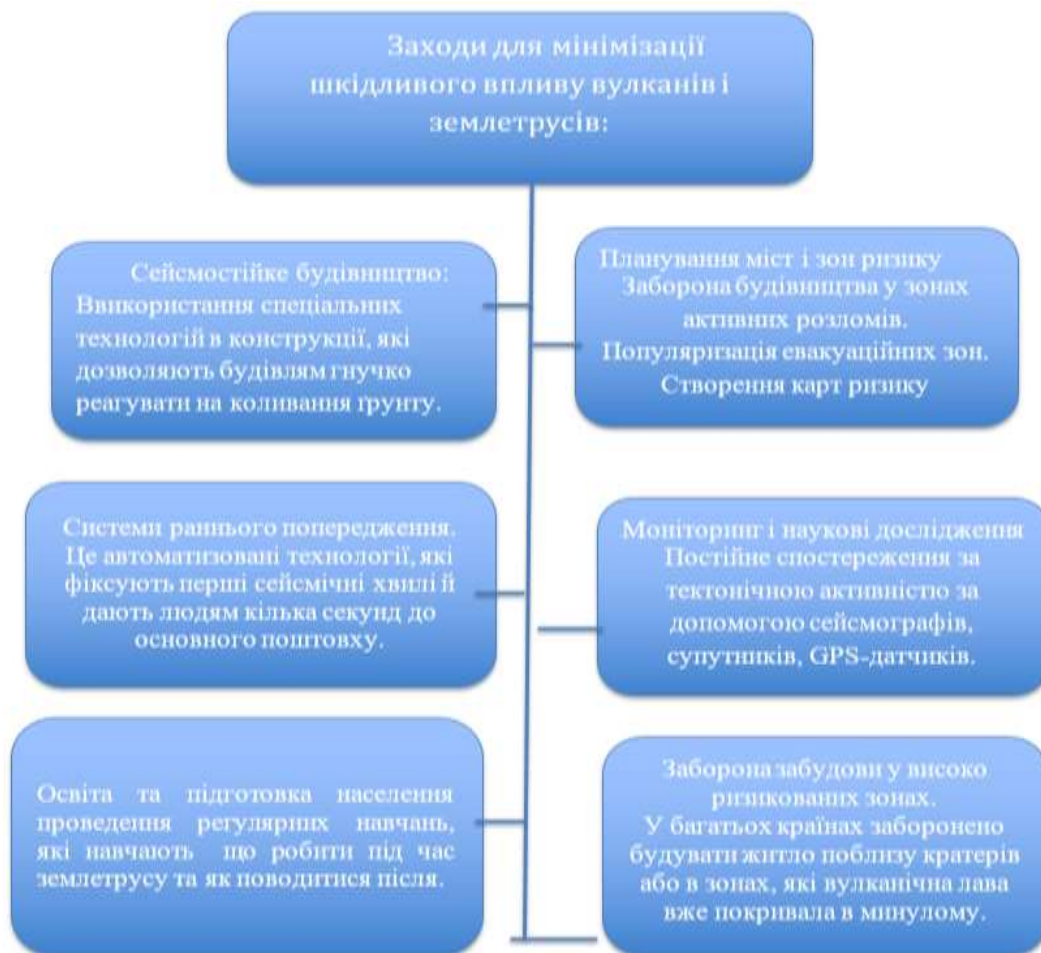 Заходи для мінімізації
шкідливого впливу вулканів і
землетрусів:
Сейсмостійке будівництво:
Ввикористання спеціальних
технологій в конструкції, які
дозволяють будівлям гнучко
реагувати на коливання ґрунту.
Планування міст і зон ризику
Заборона будівництва у зонах
активних розломів.
Популяризація евакуаційних зон.
Створення карт ризику
Системи раннього попередження.
Це автоматизовані технології, які
фіксують перші сейсмічні хвилі й
дають людям кілька секунд до
основного поштовху.
Моніторинг і наукові дослідження
Постійне спостереження за
тектонічною активністю за
допомогою сейсмографів,
супутників, GPS-датчиків.
Освіта та підготовка населення
проведення регулярних навчань,
які навчають що робити під час
землетрусу та як поводитися після.
Заборона забудови у високо
ризикованих зонах.
У багатьох країнах заборонено
будувати житло поблизу кратерів
або в зонах, які вулканічна лава
вже покривала в минулому.